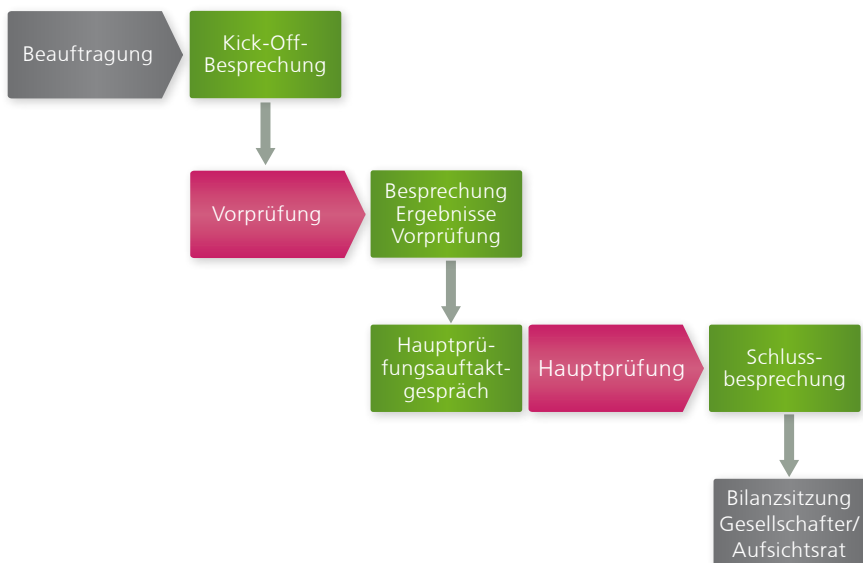 Beauftragung
Kick-Off-
Besprechung
Vorprüfung
Besprechung
Ergebnisse
Vorprüfung
Hauptprü-
fungsauftakt-
gespräch
Hauptprüfung
Schluss-
besprechung
Bilanzsitzung
Gesellschafter/
Aufsichtsrat